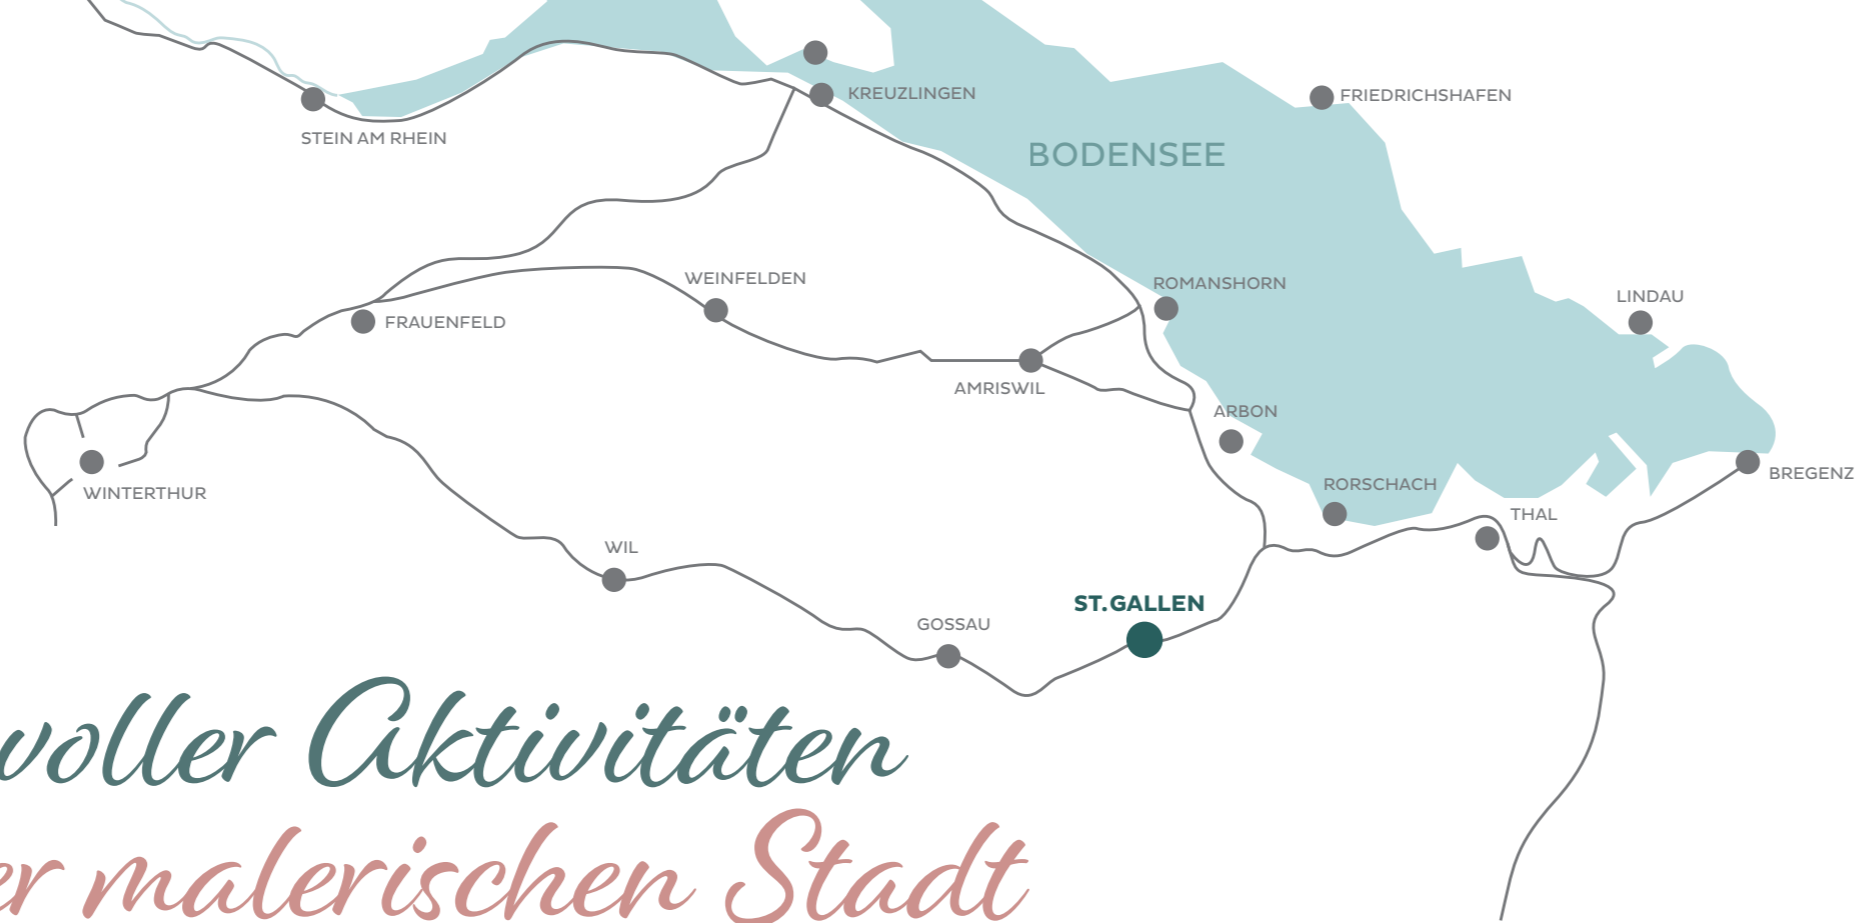 KREUZLINGEN
FRIEDRICHSHAFEN
STEIN AM RHEIN
BODENSEE
WEINFELDEN
ROMANSHORN
LINDAU
FRAUENFELD
AMRISWIL
ARBON
BREGENZ
RORSCHACH
WINTERTHUR
THAL
WIL
ST.GALLEN
GOSSAU
voller Aktivitäten
malerischen Stadt